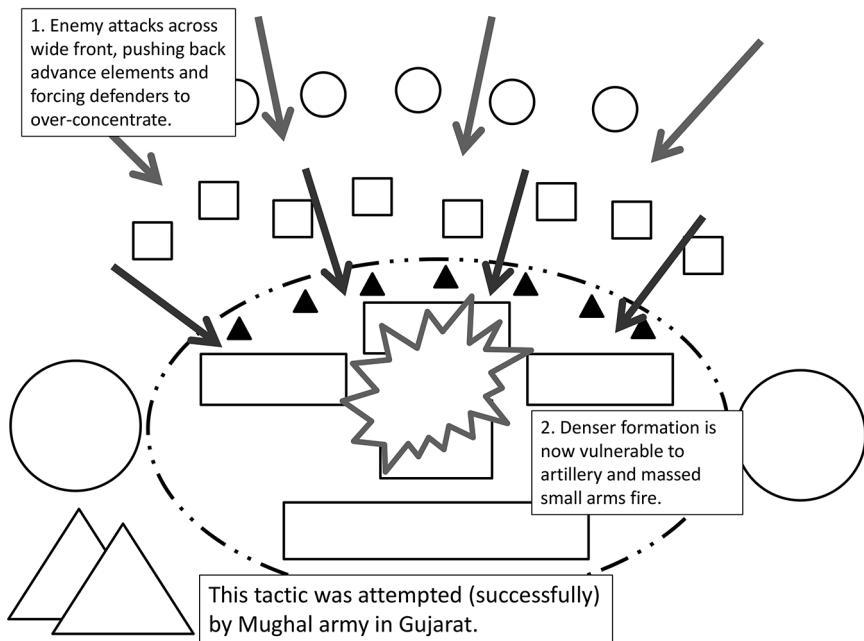 1. Enemy attacks across
wide front, pushing back
advance elements and
forcing defenders to
over-concentrate.
2. Denser formation is
now vulnerable to
artillery and massed
small arms fire.
This tactic was attempted (successfully)
by Mughal army in Gujarat.